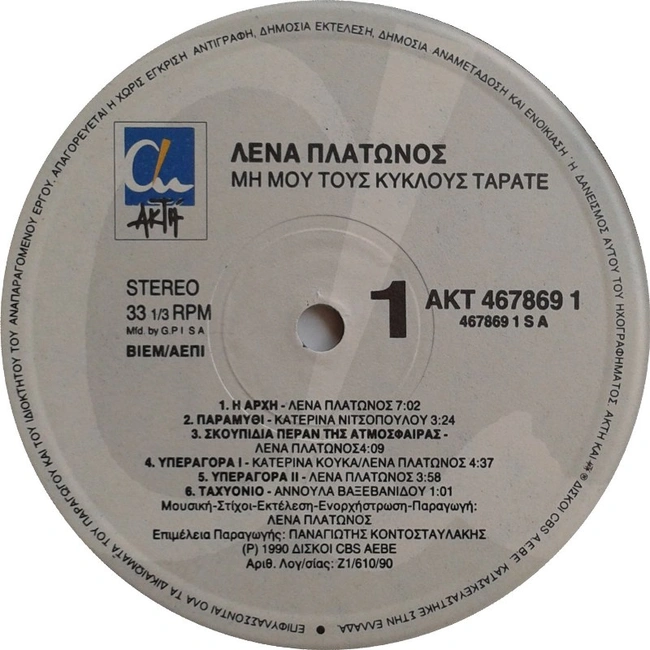 ΑΚΤΗ
ΛΕΝΑ ΠΛΑΤΩΝΟΣ
ΜΗ ΜΟΥ ΤΟΥΣ ΚΥΚΛΟΥΣ ΤΑΡΑΤΕ
STEREO
33 1/3 RPM
Mfd. by G.P.I S.A.
ΒΙΕΜ/ΑΕΠΙ
1
ΑΚΤ 467869 1
467869 1 S A
1. Η ΑΡΧΗ - ΛΕΝΑ ΠΛΑΤΩΝΟΣ 7:02
2. ΠΑΡΑΜΥΘΙ - ΚΑΤΕΡΙΝΑ ΝΙΤΣΟΠΟΥΛΟΥ 3:24
3. ΣΚΟΥΠΙΔΙΑ ΠΕΡΑΝ ΤΗΣ ΑΤΜΟΣΦΑΙΡΑΣ -
ΛΕΝΑ ΠΛΑΤΩΝΟΣ4:09
4. ΥΠΕΡΑΓΟΡΑ Ι - ΚΑΤΕΡΙΝΑ ΚΟΥΚΑ/ΛΕΝΑ ΠΛΑΤΩΝΟΣ 4:37
5. ΥΠΕΡΑΓΟΡΑ ΙΙ - ΛΕΝΑ ΠΛΑΤΩΝΟΣ 3:58
6. ΤΑΧΥΟΝΙΟ - ΑΝΝΟΥΛΑ ΒΑΞΕΒΑΝΙΔΟΥ 1:01
Μουσική-Στίχοι-Εκτέλεση-Ενορχήστρωση-Παραγωγή:
ΛΕΝΑ ΠΛΑΤΩΝΟΣ
Επιμέλεια Παραγωγής: ΠΑΝΑΓΙΩΤΗΣ ΚΟΝΤΟΣΤΑΥΛΑΚΗΣ
(P) 1990 ΔΙΣΚΟΙ CBS ΑΕΒΕ
Αριθ. Λογ/σίας: Ζ1/610/90
ΕΠΙΦΥΛΑΣΣΟΝΤΑΙ ΟΛΑ ΤΑ ΔΙΚΑΙΩΜΑΤΑ ΤΟΥ ΠΑΡΑΓΩΓΟΥ ΚΑΙ ΤΟΥ ΙΔΙΟΚΤΗΤΟΥ ΤΟΥ ΑΝΑΠΑΡΑΓΟΜΕΝΟΥ ΕΡΓΟΥ. ΑΠΑΓΟΡΕΥΕΤΑΙ Η ΧΩΡΙΣ ΕΓΚΡΙΣΗ ΑΝΤΙΓΡΑΦΗ, ΔΗΜΟΣΙΑ ΕΚΤΕΛΕΣΗ, ΔΗΜΟΣΙΑ ΑΝΑΜΕΤΑΔΟΣΗ ΚΑΙ ΕΝΟΙΚΙΑΣΗ Ή ΔΑΝΕΙΣΜΟΣ ΑΥΤΟΥ ΤΟΥ ΗΧΟΓΡΑΦΗΜΑΤΟΣ. ΑΚΤΗ ΚΑΙ ® ΔΙΣΚΟΙ CBS Α.Ε.Β.Ε. ΚΑΤΑΣΚΕΥΑΣΤΗΚΕ ΣΤΗΝ ΕΛΛΑΔΑ.